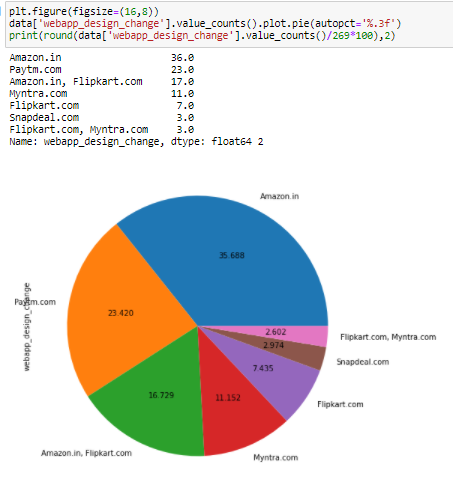 plt.figure(figsize=(16,8))
data['webapp_design_change'].value_counts().plot.pie(autopct='%.3f')
print(round(data['webapp_design_change'].value_counts()/269*100),2)
Amazon.in 36.0
Paytm.com 23.0
Amazon.in, Flipkart.com 17.0
Myntra.com 11.0
Flipkart.com 7.0
Snapdeal.com 3.0
Flipkart.com, Myntra.com 3.0
Name: webapp_design_change, dtype: float64 2
Amazon.in
35.688
Paytm.com
23.420
webapp_design_change
2.602
Flipkart.com, Myntra.com
2.974
Snapdeal.com
7.435
Flipkart.com
16.729
11.152
Amazon.in, Flipkart.com
Myntra.com